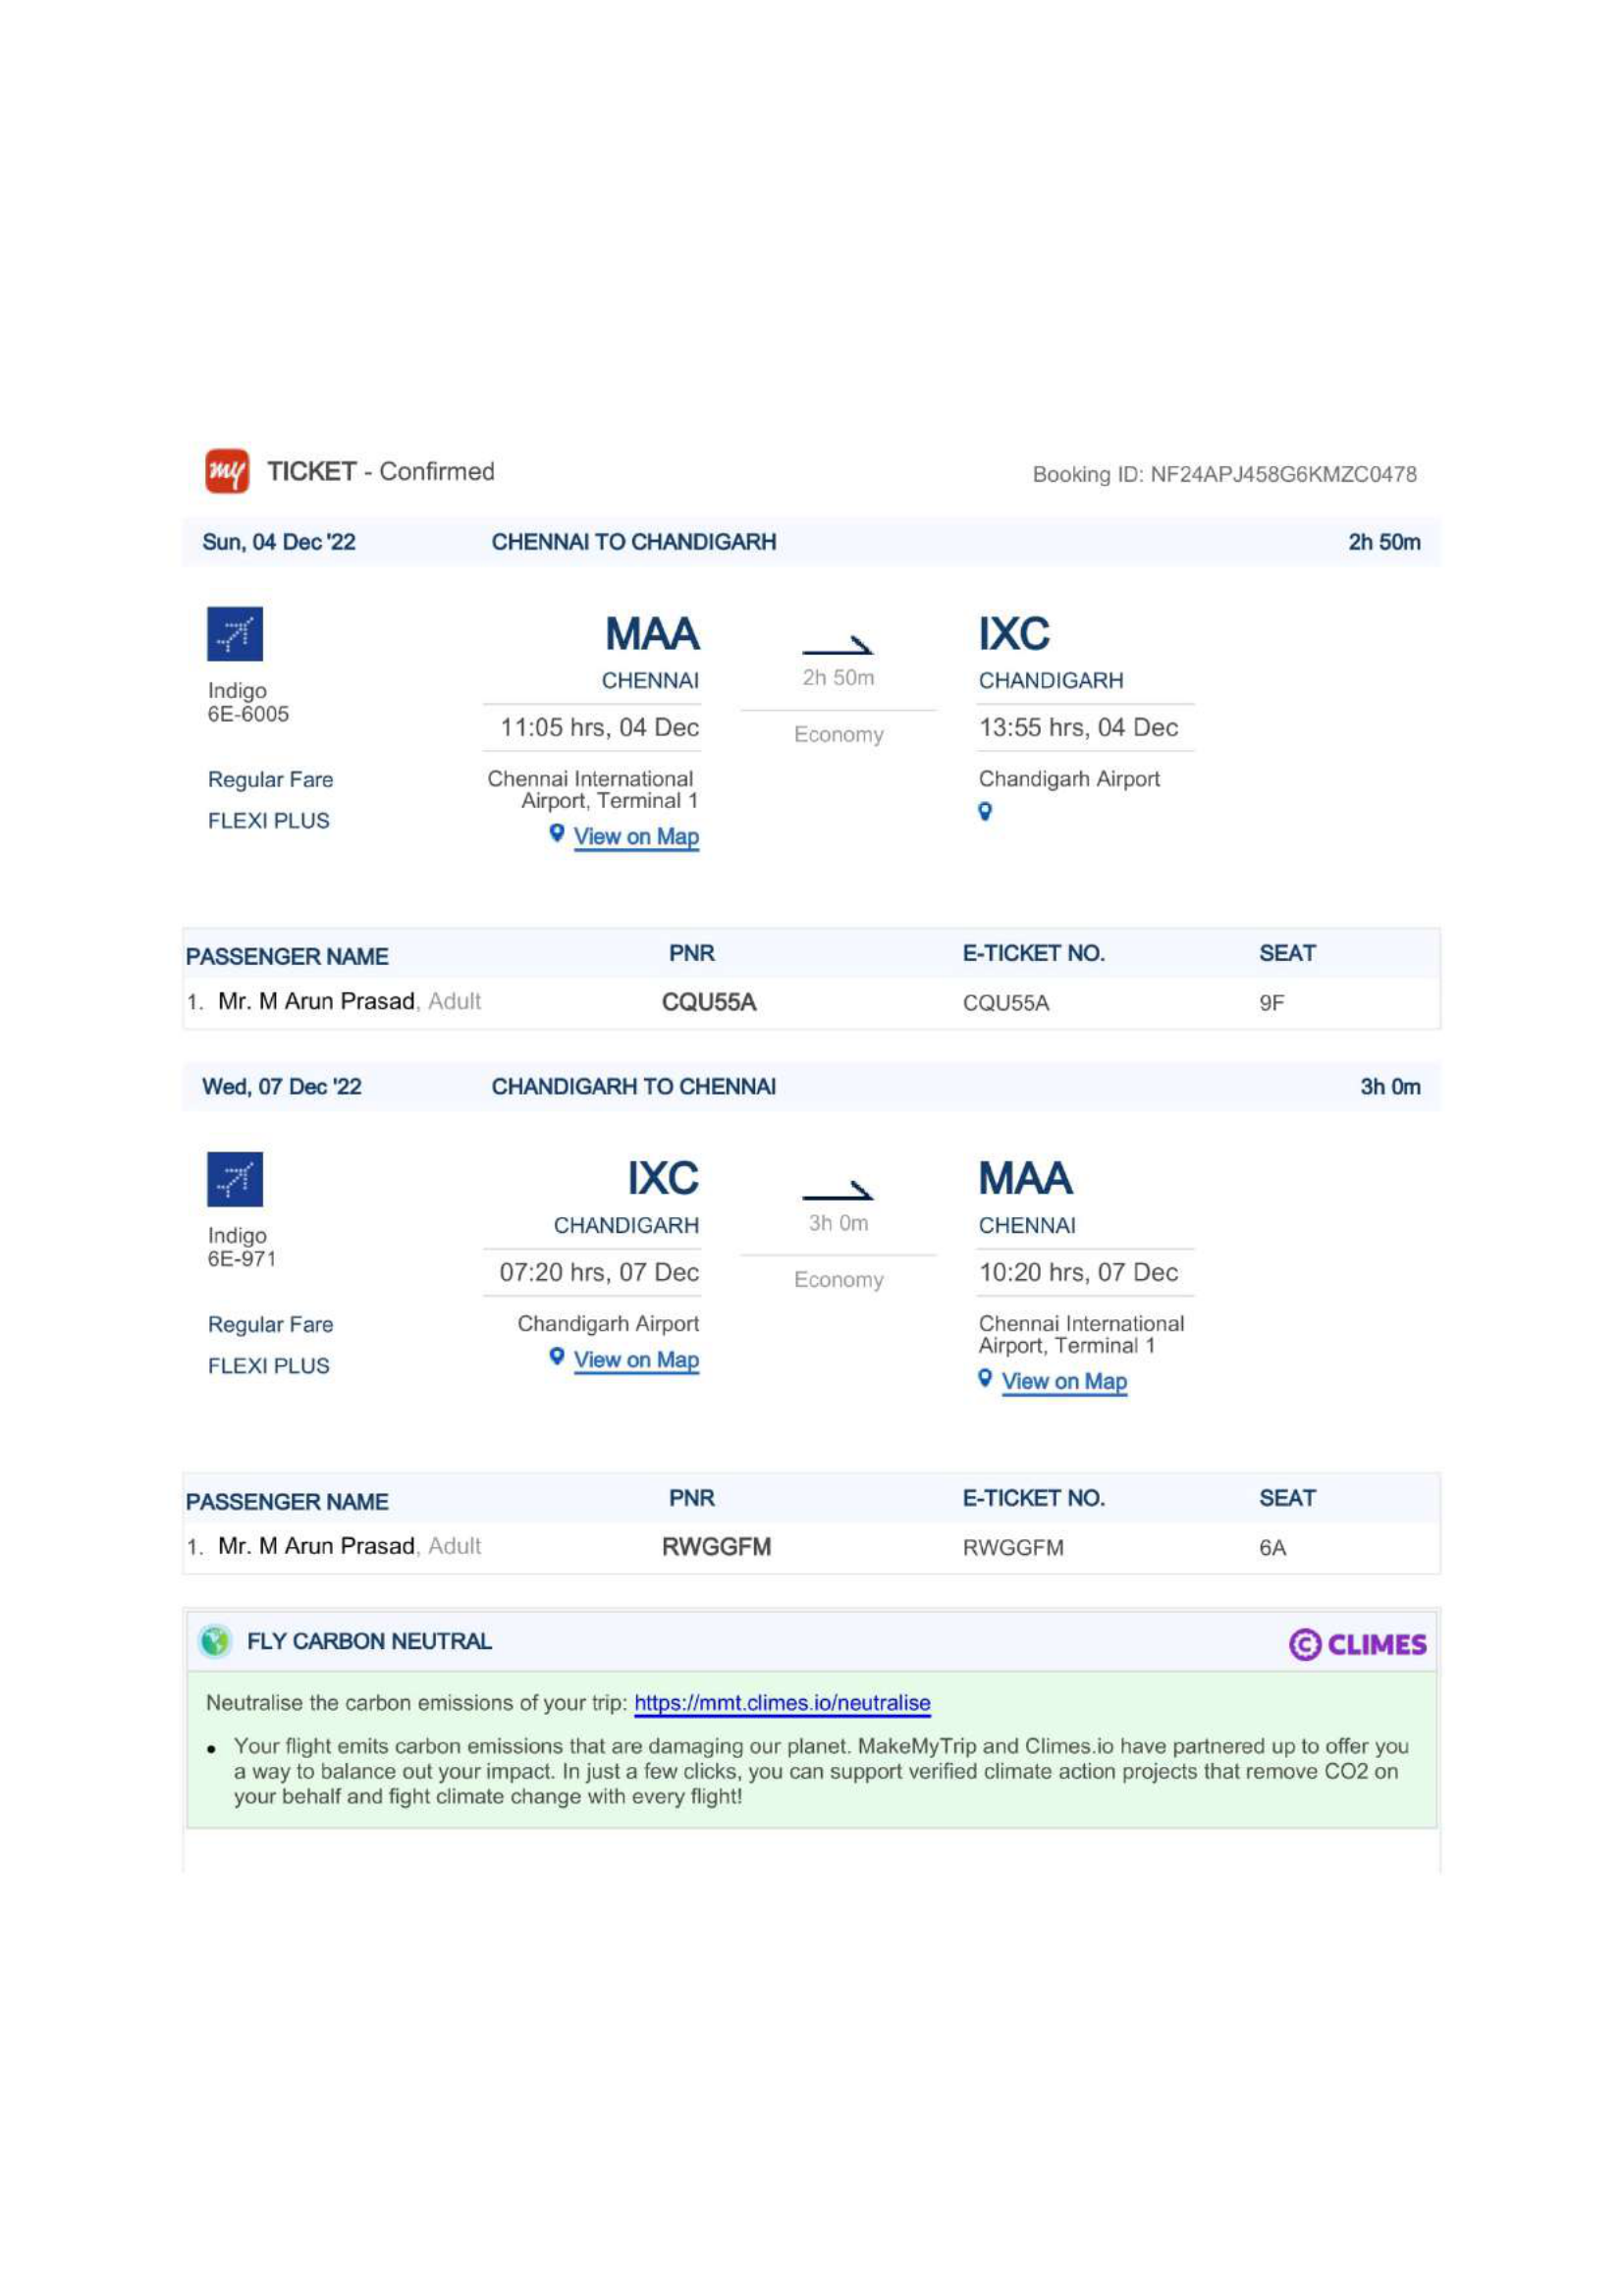 my TICKET - Confirmed Booking ID: NF24APJ458G6KMZC0478
Sun, 04 Dec '22 CHENNAI TO CHANDIGARH 2h 50m
MAA IXC
CHENNAI 2h 50m CHANDIGARH
Indigo
6E-6005
11:05 hrs, 04 Dec Economy 13:55 hrs, 04 Dec
Regular Fare Chennai International Chandigarh Airport
Airport, Terminal 1
FLEXI PLUS
View on Map
PASSENGER NAME PNR E-TICKET NO. SEAT
1. Mr. M Arun Prasad, Adult CQU55A CQU55A 9F
Wed, 07 Dec '22 CHANDIGARH TO CHENNAI 3h 0m
IXC MAA
CHANDIGARH 3h 0m CHENNAI
Indigo
6E-971
07:20 hrs, 07 Dec Economy 10:20 hrs, 07 Dec
Regular Fare Chandigarh Airport Chennai International
Airport, Terminal 1
FLEXI PLUS View on Map
View on Map
PASSENGER NAME PNR E-TICKET NO. SEAT
1. Mr. M Arun Prasad, Adult RWGGFM RWGGFM 6A
FLY CARBON NEUTRAL CLIMES
Neutralise the carbon emissions of your trip: https://mmt.climes.io/neutralise
• Your flight emits carbon emissions that are damaging our planet. MakeMyTrip and Climes.io have partnered up to offer you
a way to balance out your impact. In just a few clicks, you can support verified climate action projects that remove CO2 on
your behalf and fight climate change with every flight!